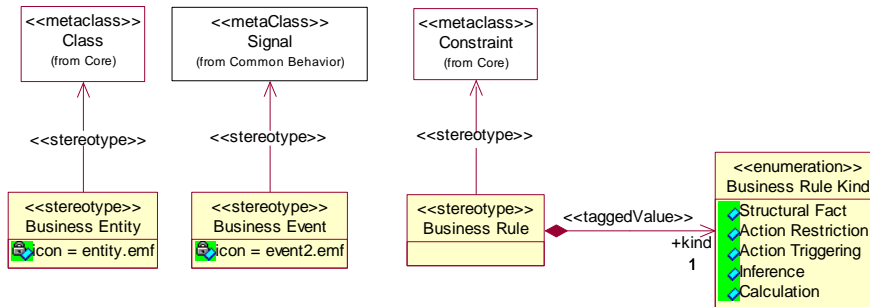 <<metaclass>>
Class
(from Core)
<<metaClass>>
Signal
(from Common Behavior)
<<metaclass>>
Constraint
(from Core)
<<stereotype>>
<<stereotype>>
<<stereotype>>
<<stereotype>>
Business Entity
icon = entity.emf
<<stereotype>>
Business Event
icon = event2.emf
<<stereotype>>
Business Rule
<<taggedValue>>
+kind
1
<<enumeration>>
Business Rule Kind
Structural Fact
Action Restriction
Action Triggering
Inference
Calculation